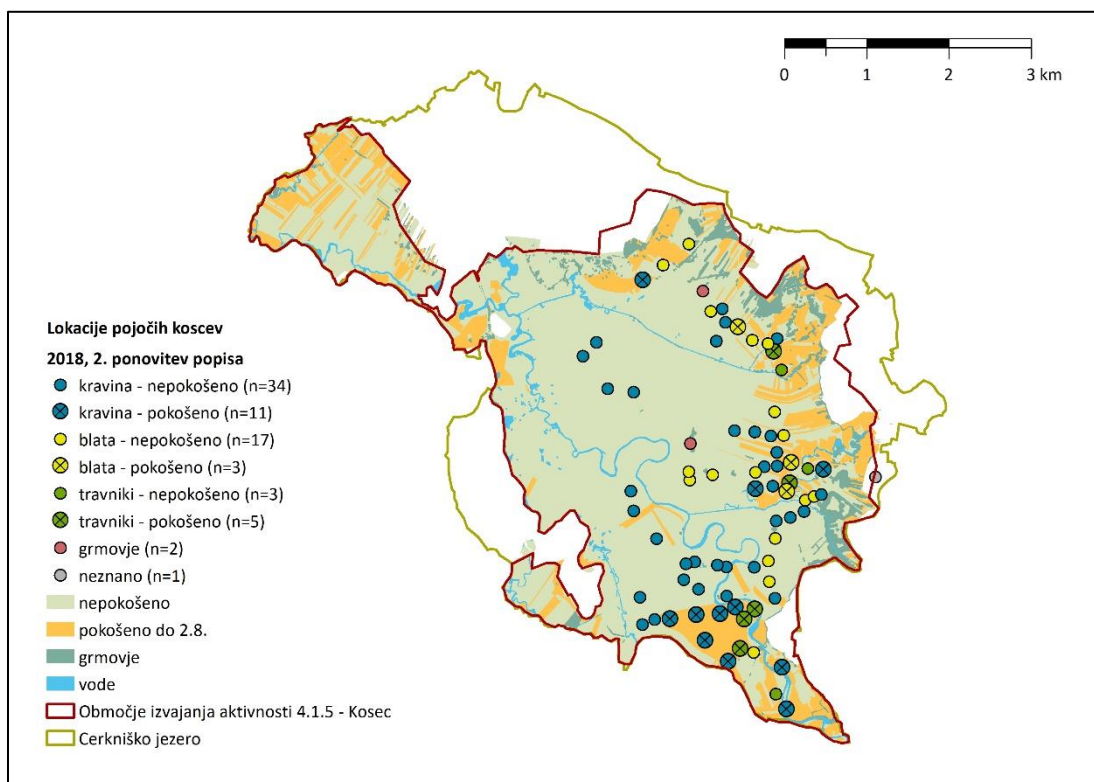 0 1 2 3 km
Lokacije pojočih koscev
2018, 2. ponovitev popisa
kravina - nepokošeno (n=34)
kravina - pokošeno (n=11)
blata - nepokošeno (n=17)
blata - pokošeno (n=3)
travniki - nepokošeno (n=3)
travniki - pokošeno (n=5)
grmovje (n=2)
neznano (n=1)
nepokošeno
pokošeno do 2.8.
grmovje
vode
Območje izvajanja aktivnosti 4.1.5 - Kosec
Cerkniško jezero